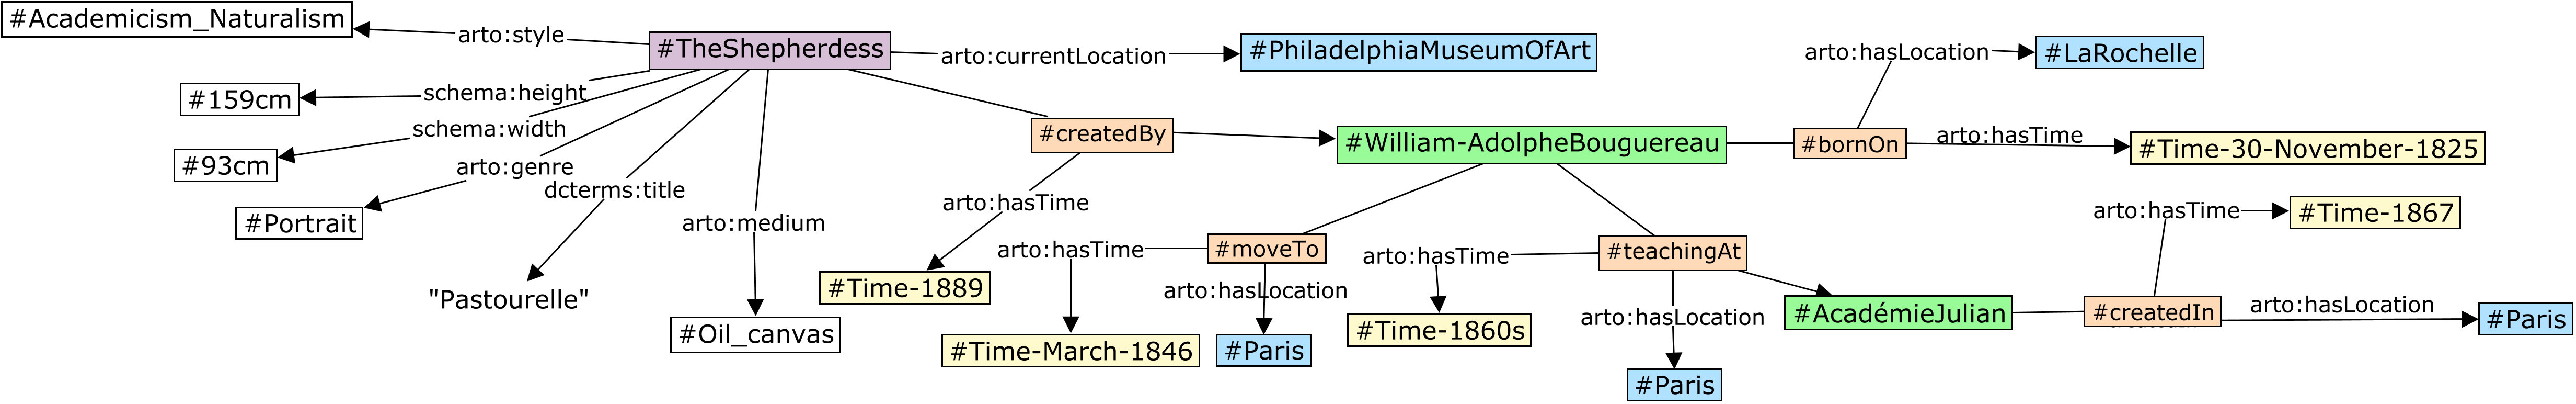 #Academicism_Naturalism
arto:style
#TheShepherdess
arto:currentLocation
#PhiladelphiaMuseumOfArt
arto:hasLocation
#LaRochelle
#159cm
schema:height
schema:width
#93cm
arto:genre
#Portrait
dcterms:title
"Pastourelle"
arto:medium
#Oil_canvas
#createdBy
#William-AdolpheBouguereau
#bornOn
arto:hasTime
#Time-30-November-1825
arto:hasTime
#Time-1889
arto:hasTime
#moveTo
arto:hasLocation
#Time-March-1846
#Paris
arto:hasTime
#teachingAt
#Time-1860s
arto:hasLocation
#Paris
#AcadémieJulian
#createdIn
arto:hasTime
#Time-1867
arto:hasLocation
#Paris